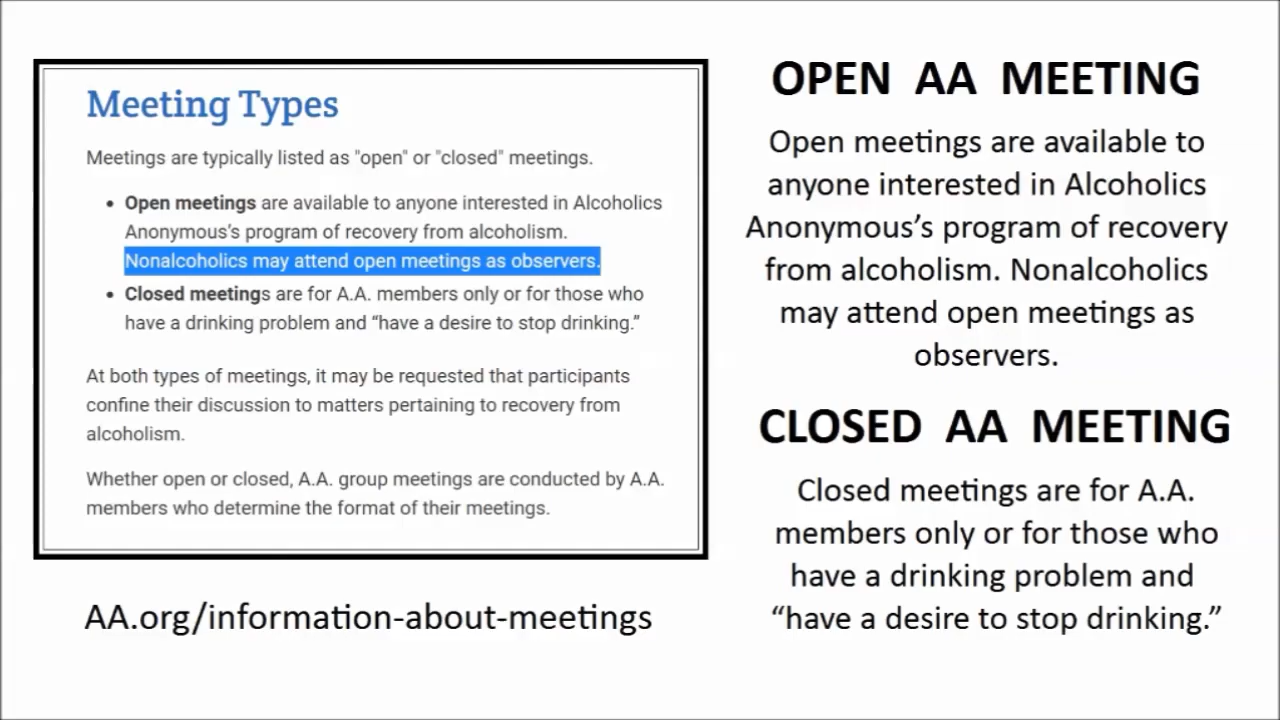 Meeting Types
Meetings are typically listed as "open" or "closed" meetings.
• Open meetings are available to anyone interested in Alcoholics
Anonymous's program of recovery from alcoholism.
Nonalcoholics may attend open meetings as observers.
• Closed meetings are for A.A. members only or for those who
have a drinking problem and “have a desire to stop drinking.”
At both types of meetings, it may be requested that participants
confine their discussion to matters pertaining to recovery from
alcoholism.
Whether open or closed, A.A. group meetings are conducted by A.A.
members who determine the format of their meetings.
AA.org/information-about-meetings
OPEN AA MEETING
Open meetings are available to
anyone interested in Alcoholics
Anonymous’s program of recovery
from alcoholism. Nonalcoholics
may attend open meetings as
observers.
CLOSED AA MEETING
Closed meetings are for A.A.
members only or for those who
have a drinking problem and
“have a desire to stop drinking.”